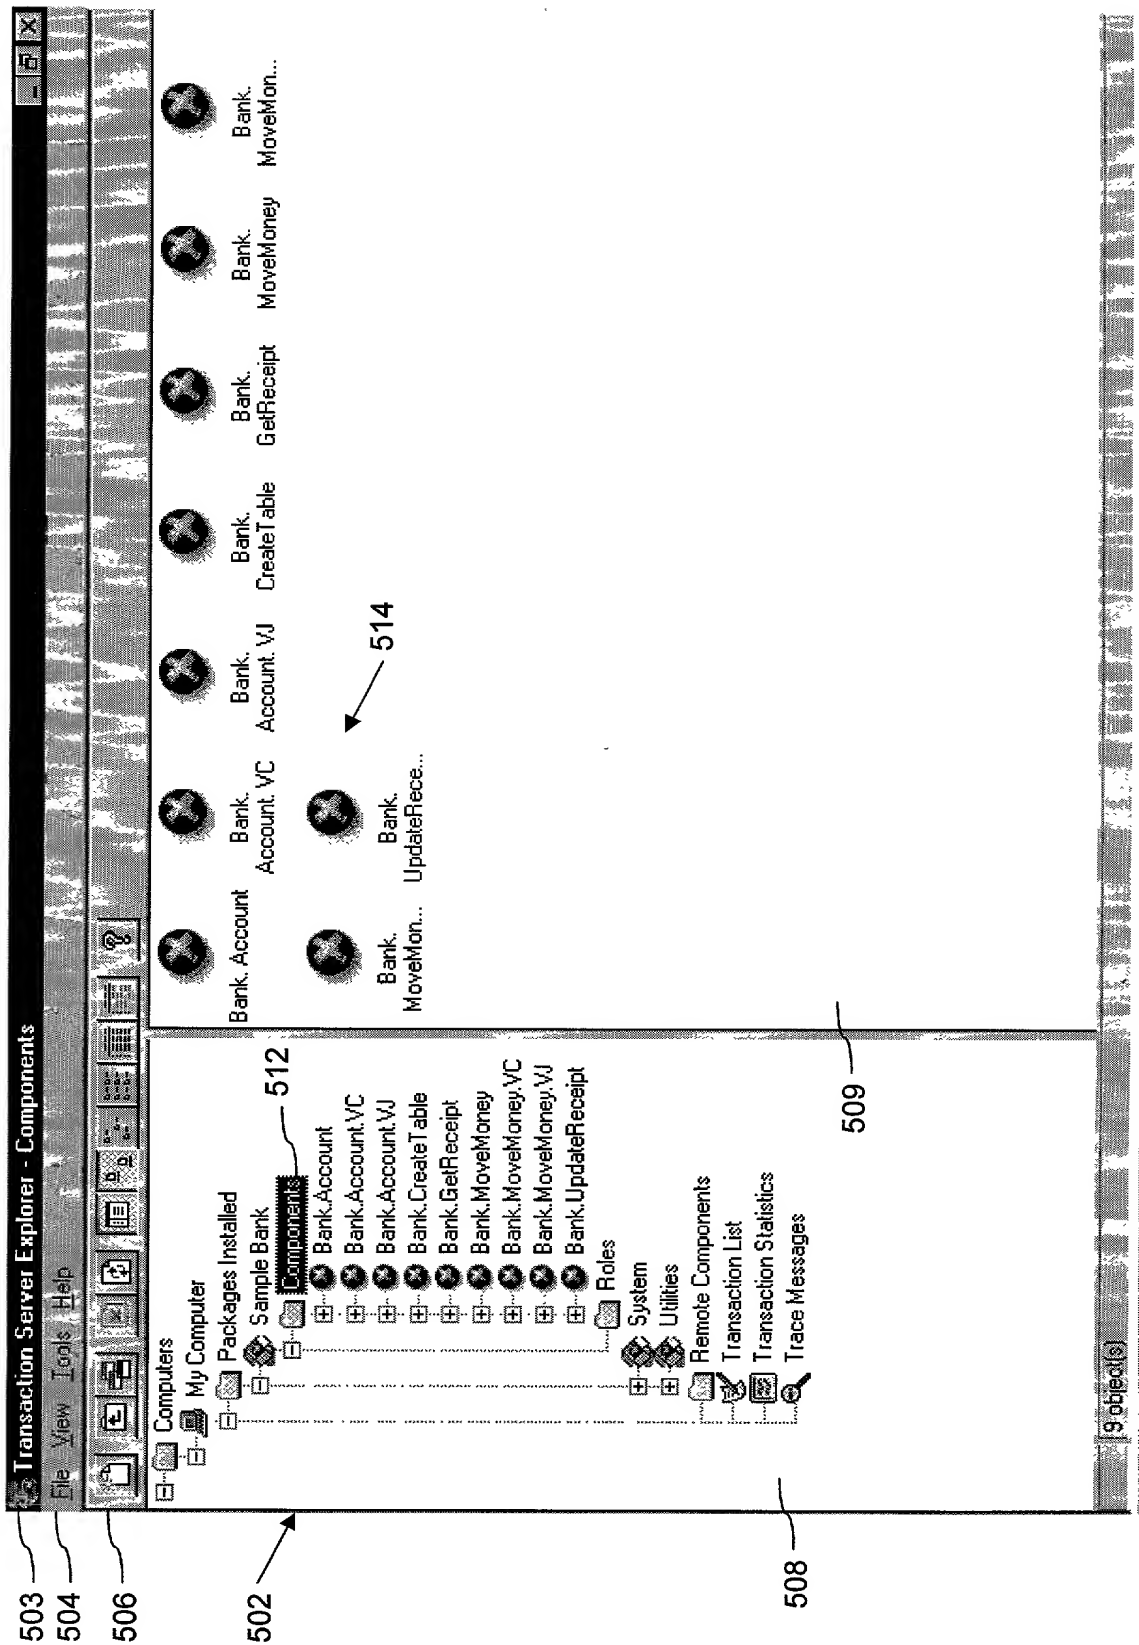 503
Transaction Server Explorer - Components
504
File View Tools Help
506
502
Computers
My Computer
Packages Installed
Sample Bank
Components
512
Bank.Account
Bank.Account.VC
Bank.Account.VJ
Bank.CreateTable
Bank.GetReceipt
Bank.MoveMoney
Bank.MoveMoney.VC
Bank.MoveMoney.VJ
Bank.UpdateReceipt
Roles
System
Utilities
Remote Components
Transaction List
Transaction Statistics
Trace Messages
508
Bank. Account
Bank.
Account. VC
Bank.
Account. VJ
Bank.
CreateTable
Bank.
GetReceipt
Bank.
MoveMoney
Bank.
MoveMon...
Bank.
MoveMon...
Bank.
UpdateRece...
514
509
9 object(s)